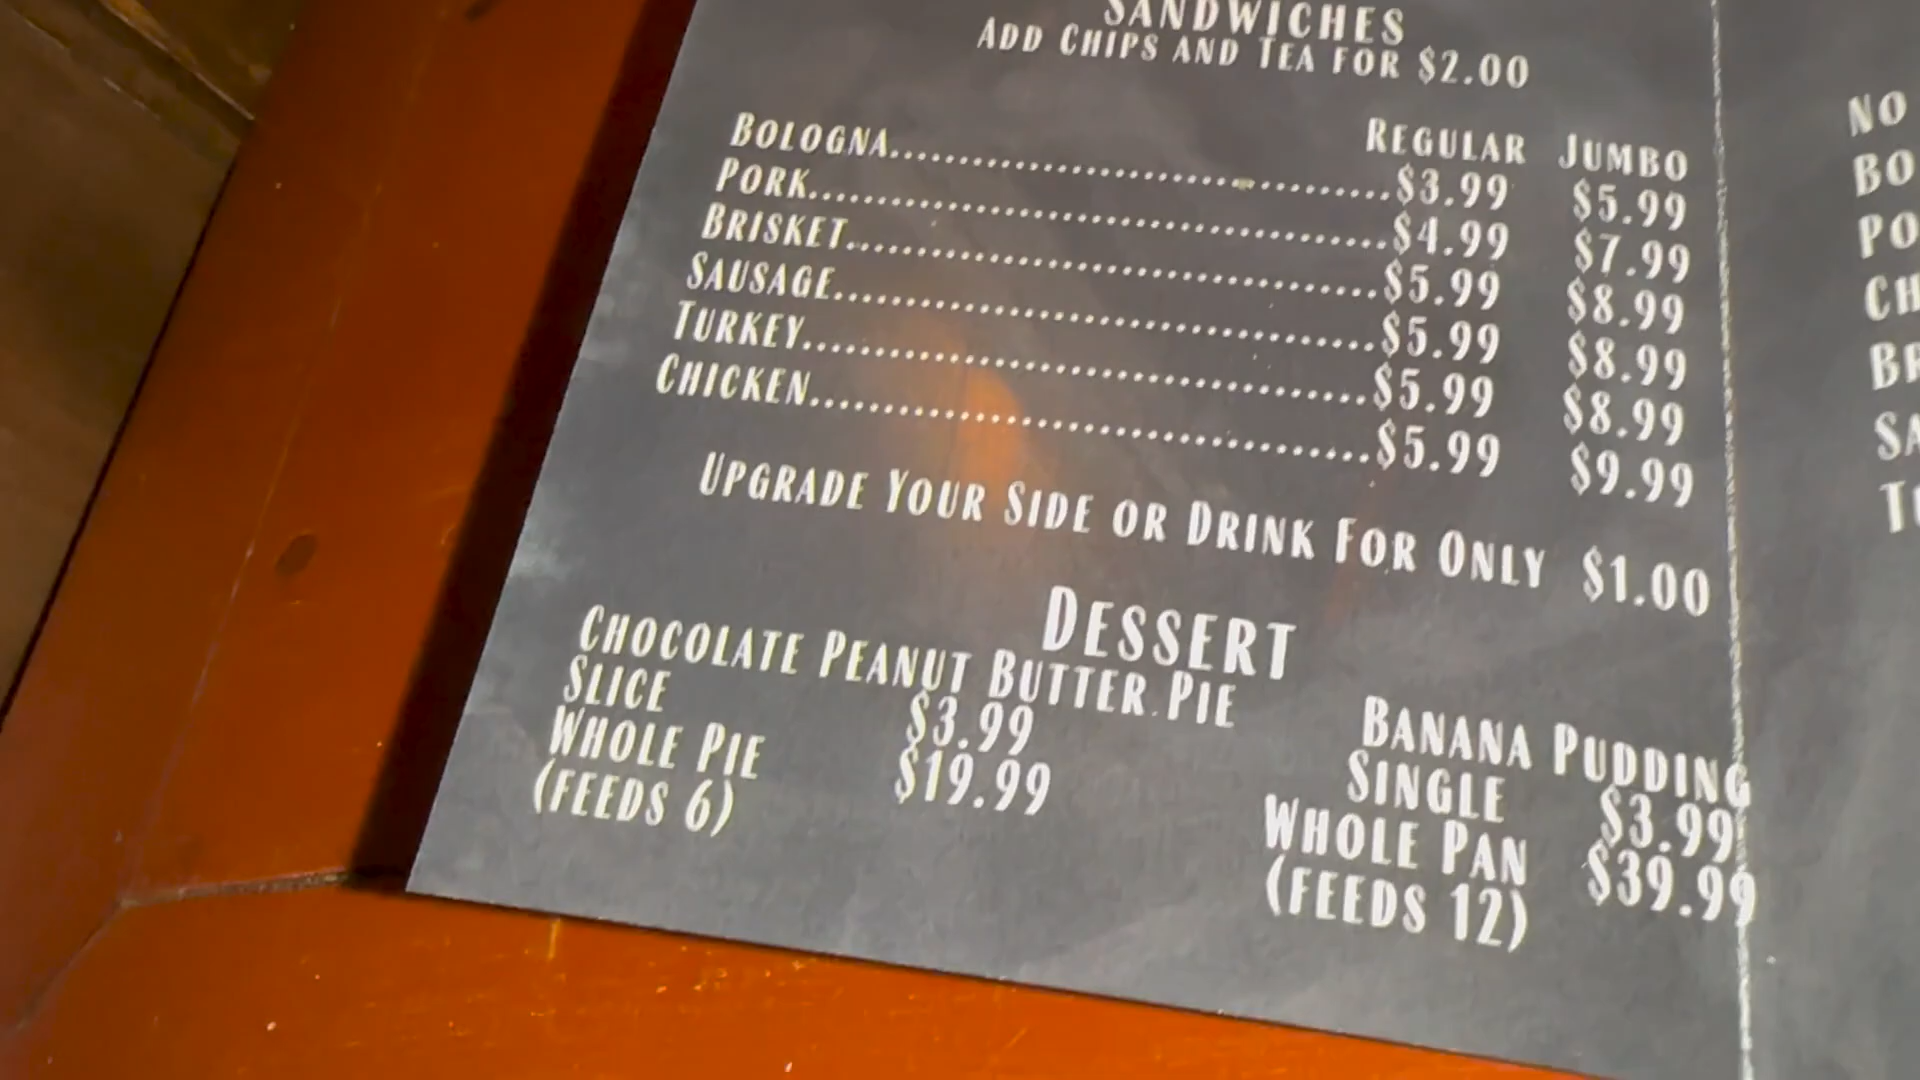 SANDWICHES
ADD CHIPS AND TEA FOR $2.00
REGULAR JUMBO
BOLOGNA........................................$3.99 $5.99
PORK........................................$4.99 $7.99
BRISKET........................................$5.99 $8.99
SAUSAGE........................................$5.99 $8.99
TURKEY........................................$5.99 $8.99
CHICKEN........................................$5.99 $9.99
UPGRADE YOUR SIDE OR DRINK FOR ONLY $1.00
DESSERT
CHOCOLATE PEANUT BUTTER PIE
SLICE $3.99
WHOLE PIE $19.99
(FEEDS 6)
BANANA PUDDING
SINGLE $3.99
WHOLE PAN $39.99
(FEEDS 12)
NO
BO
PO
CH
BR
SA